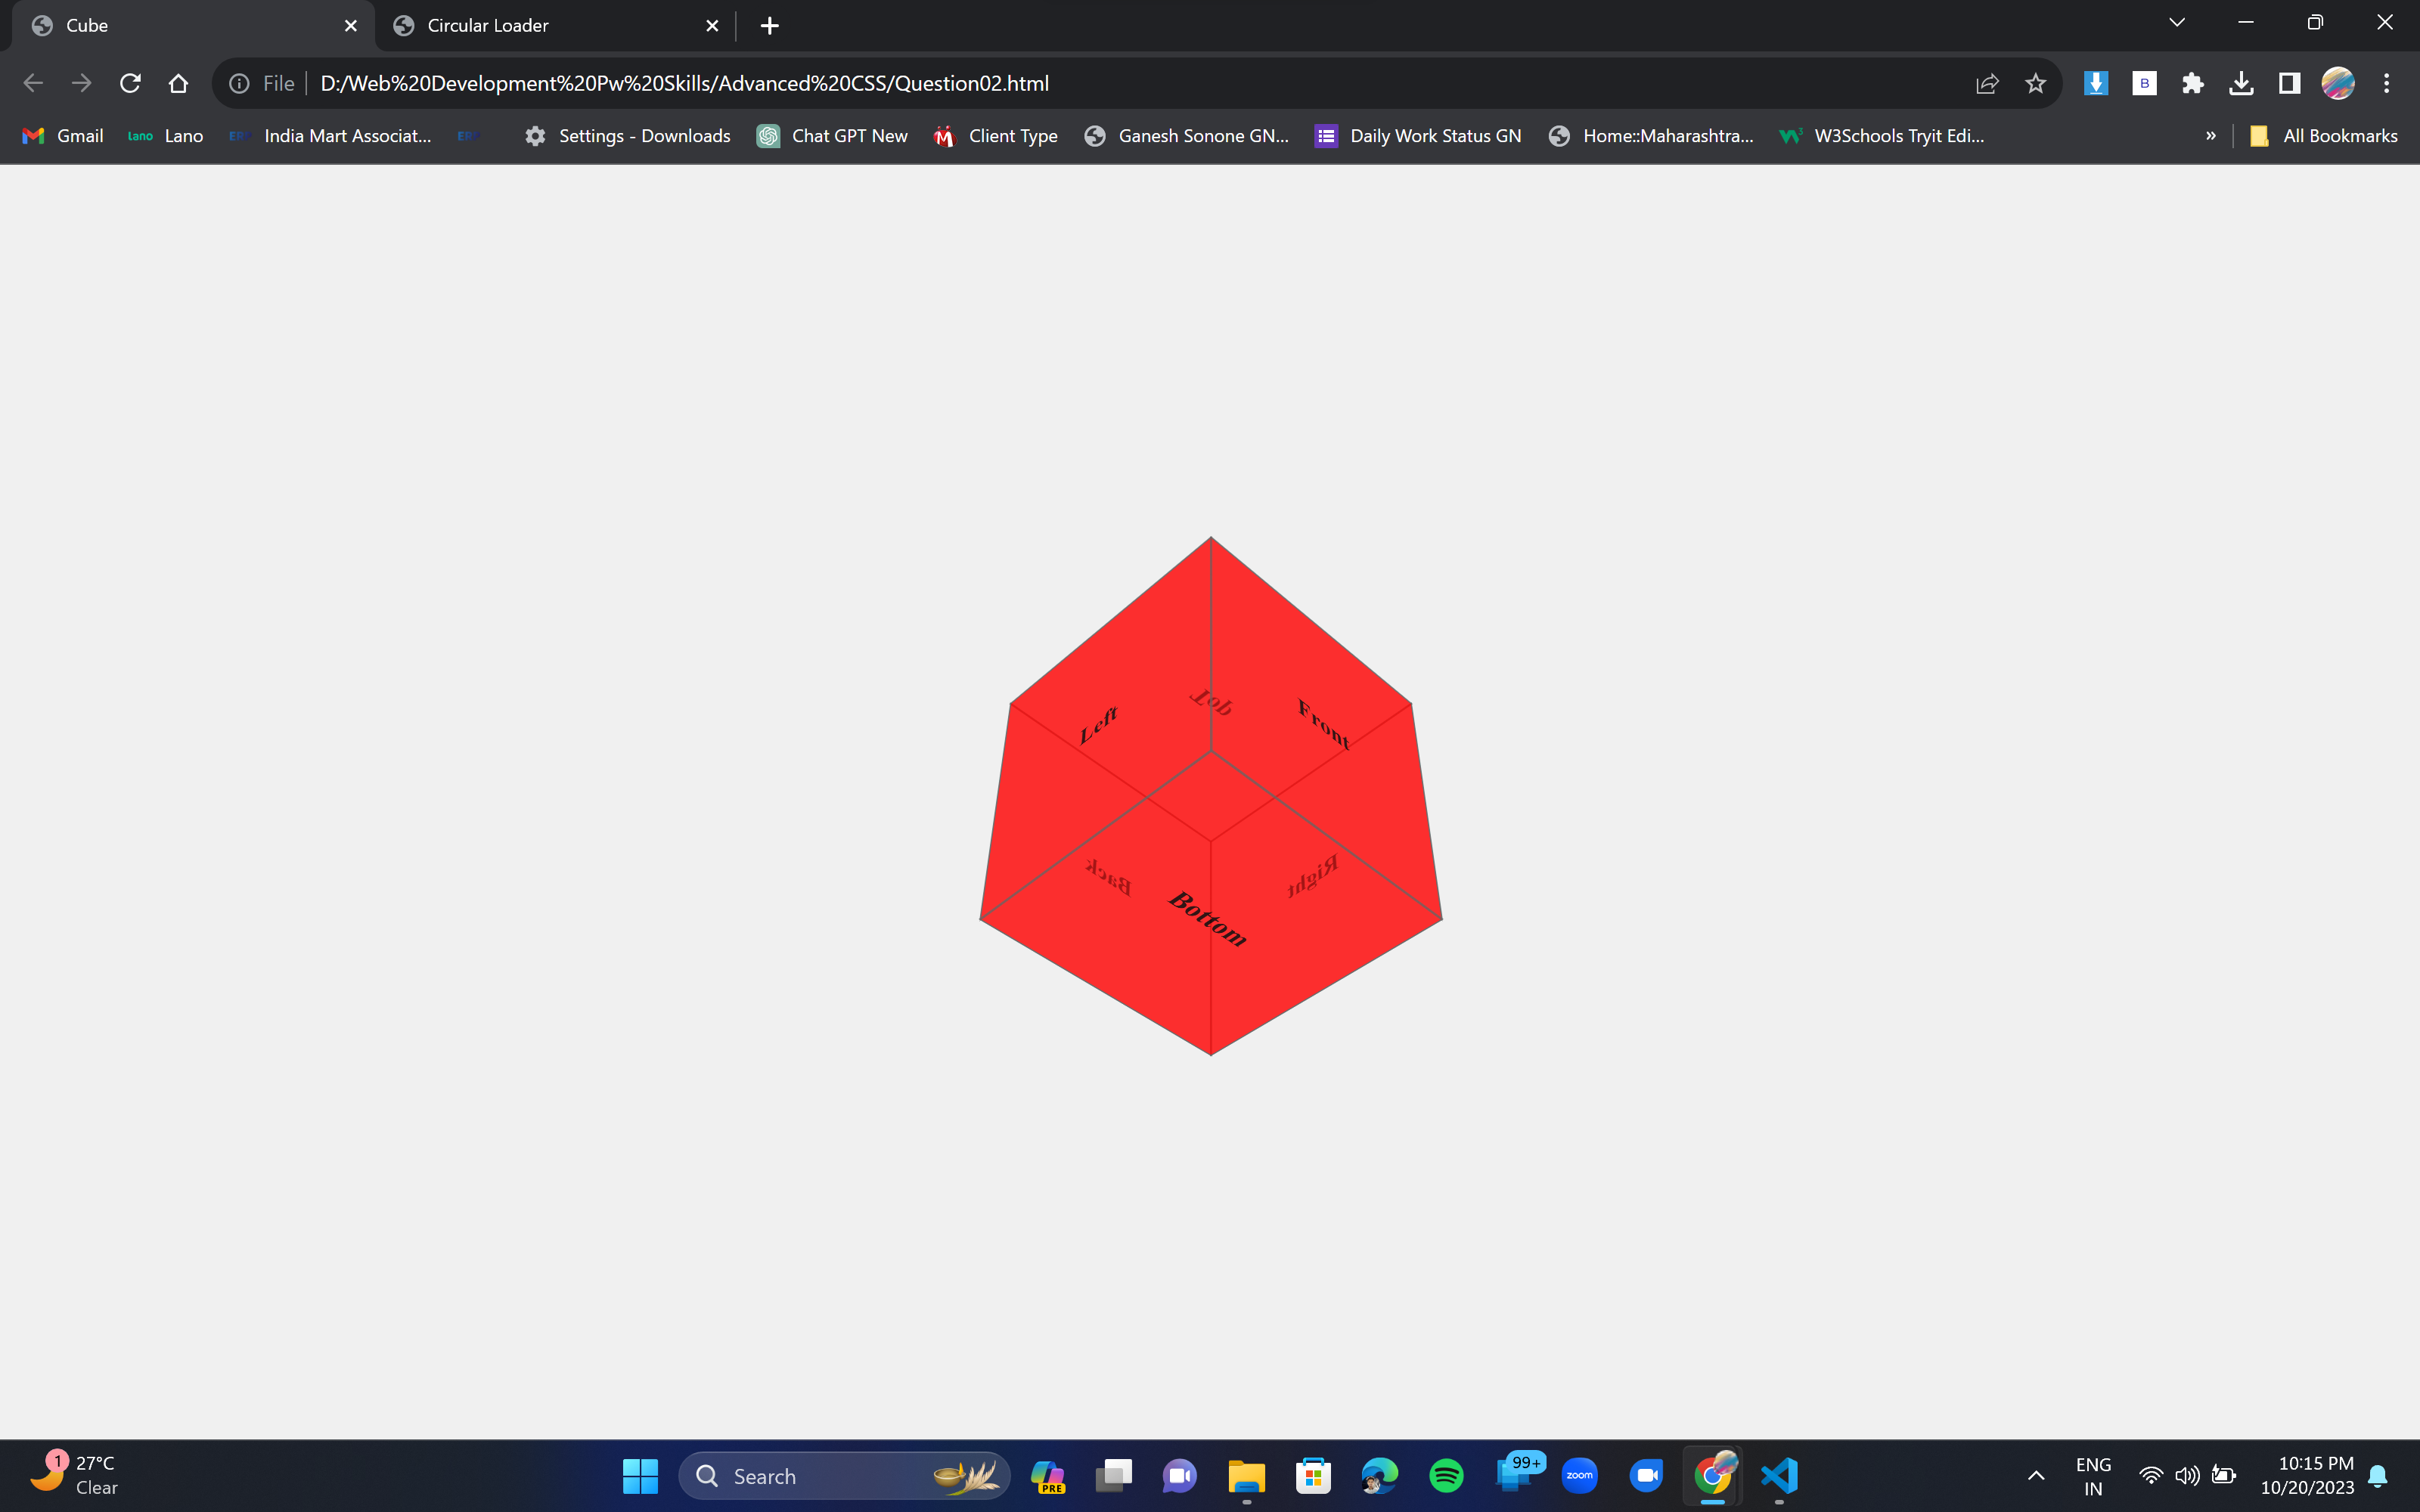 Cube
Circular Loader
File
D:/Web%20Development%20Pw%20Skills/Advanced%20CSS/Question02.html
B
Gmail
Lano
Lano
India Mart Associat...
Settings - Downloads
Chat GPT New
Client Type
Ganesh Sonone GN...
Daily Work Status GN
Home::Maharashtra...
W3Schools Tryit Edi...
»
All Bookmarks
Left
Top
Front
Back
Right
Bottom
1
27°C
Clear
Search
PRE
99+
zoom
ENG
IN
10:15 PM
10/20/2023